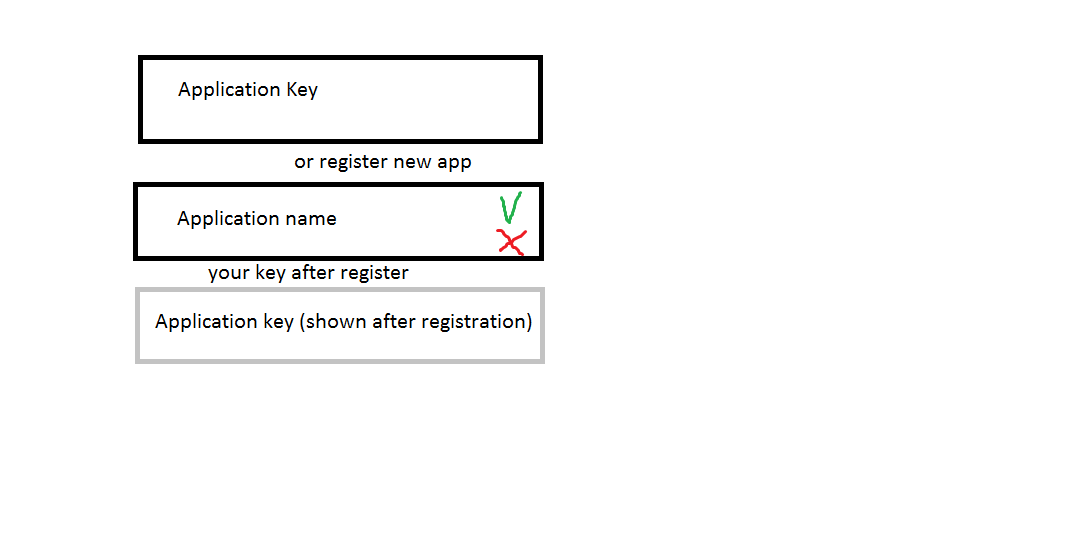 Application Key
or register new app
Application name
your key after register
Application key (shown after registration)